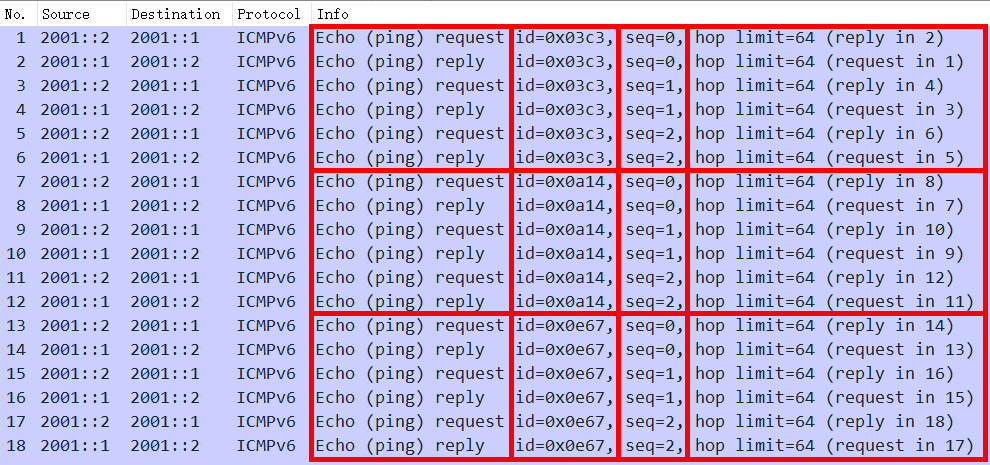 No. Source Destination Protocol Info
1 2001::2 2001::1 ICMPv6 Echo (ping) request id=0x03c3, seq=0, hop limit=64 (reply in 2)
2 2001::1 2001::2 ICMPv6 Echo (ping) reply id=0x03c3, seq=0, hop limit=64 (request in 1)
3 2001::2 2001::1 ICMPv6 Echo (ping) request id=0x03c3, seq=1, hop limit=64 (reply in 4)
4 2001::1 2001::2 ICMPv6 Echo (ping) reply id=0x03c3, seq=1, hop limit=64 (request in 3)
5 2001::2 2001::1 ICMPv6 Echo (ping) request id=0x03c3, seq=2, hop limit=64 (reply in 6)
6 2001::1 2001::2 ICMPv6 Echo (ping) reply id=0x03c3, seq=2, hop limit=64 (request in 5)
7 2001::2 2001::1 ICMPv6 Echo (ping) request id=0x0a14, seq=0, hop limit=64 (reply in 8)
8 2001::1 2001::2 ICMPv6 Echo (ping) reply id=0x0a14, seq=0, hop limit=64 (request in 7)
9 2001::2 2001::1 ICMPv6 Echo (ping) request id=0x0a14, seq=1, hop limit=64 (reply in 10)
10 2001::1 2001::2 ICMPv6 Echo (ping) reply id=0x0a14, seq=1, hop limit=64 (request in 9)
11 2001::2 2001::1 ICMPv6 Echo (ping) request id=0x0a14, seq=2, hop limit=64 (reply in 12)
12 2001::1 2001::2 ICMPv6 Echo (ping) reply id=0x0a14, seq=2, hop limit=64 (request in 11)
13 2001::2 2001::1 ICMPv6 Echo (ping) request id=0x0e67, seq=0, hop limit=64 (reply in 14)
14 2001::1 2001::2 ICMPv6 Echo (ping) reply id=0x0e67, seq=0, hop limit=64 (request in 13)
15 2001::2 2001::1 ICMPv6 Echo (ping) request id=0x0e67, seq=1, hop limit=64 (reply in 16)
16 2001::1 2001::2 ICMPv6 Echo (ping) reply id=0x0e67, seq=1, hop limit=64 (request in 15)
17 2001::2 2001::1 ICMPv6 Echo (ping) request id=0x0e67, seq=2, hop limit=64 (reply in 18)
18 2001::1 2001::2 ICMPv6 Echo (ping) reply id=0x0e67, seq=2, hop limit=64 (request in 17)